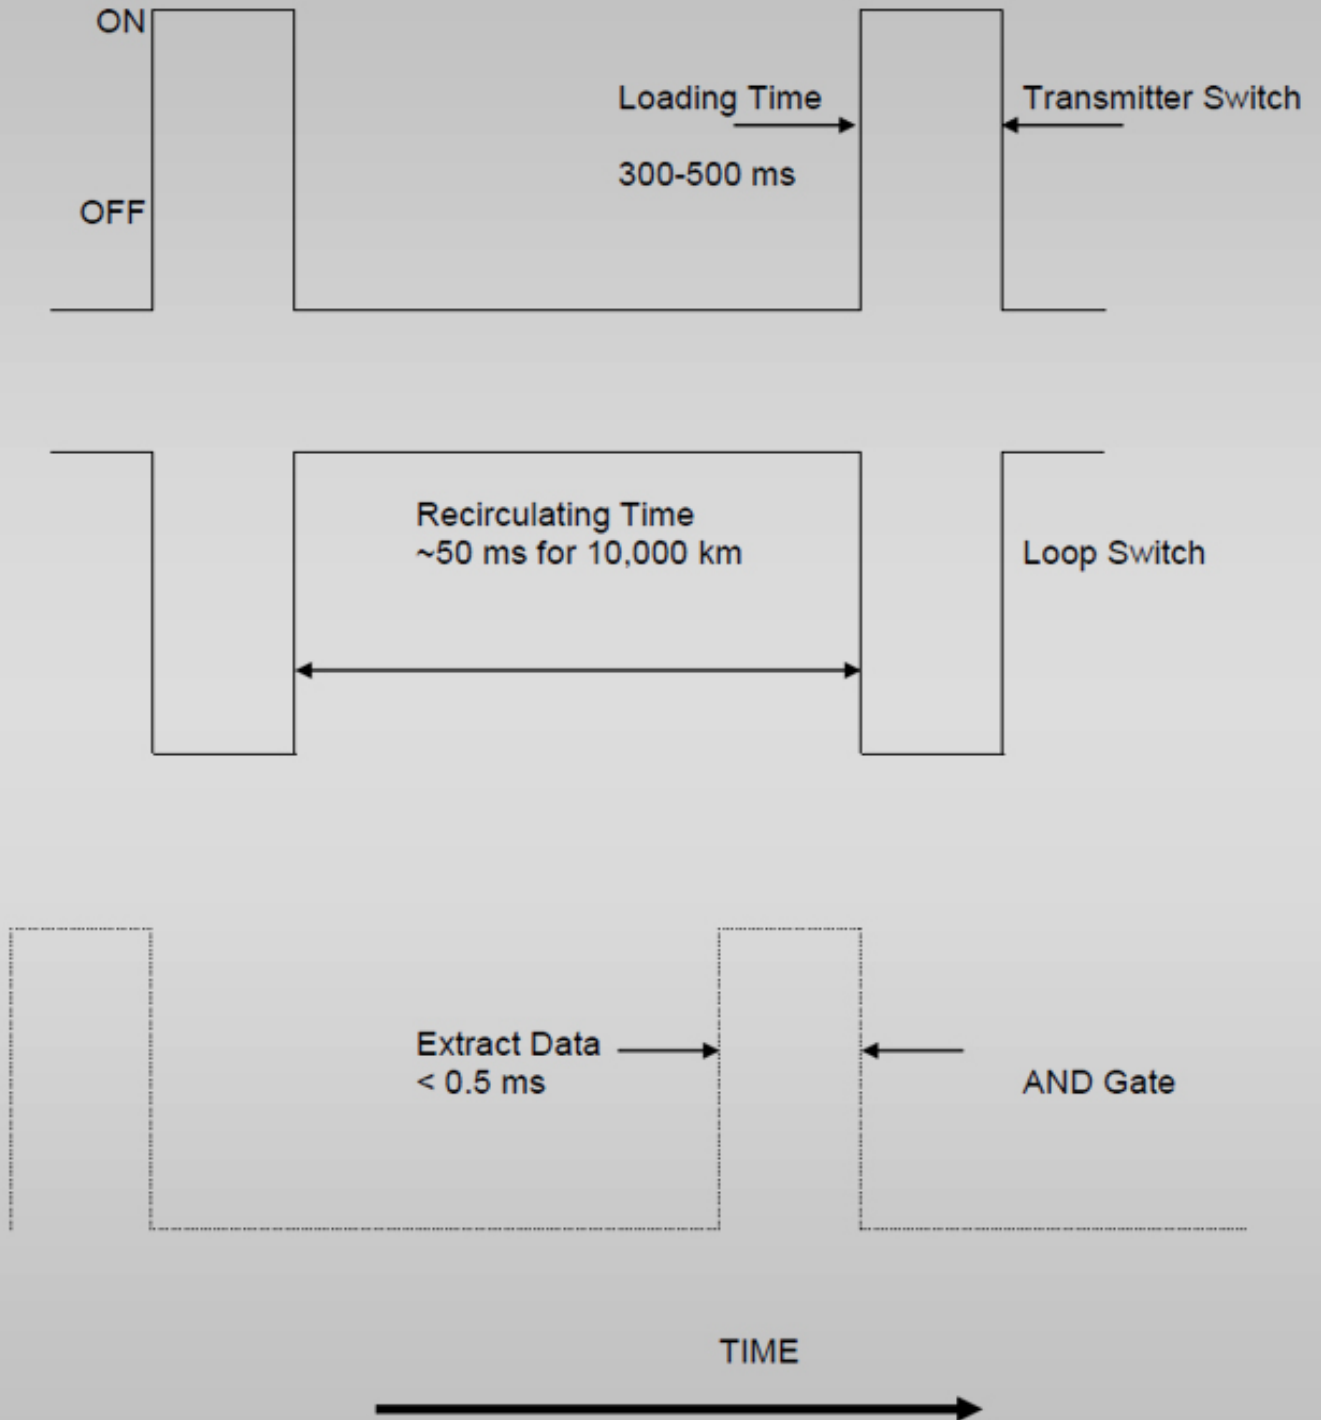 ON
Loading Time
Transmitter Switch
300-500 ms
OFF
Recirculating Time
~50 ms for 10,000 km
Loop Switch
Extract Data
< 0.5 ms
AND Gate
TIME